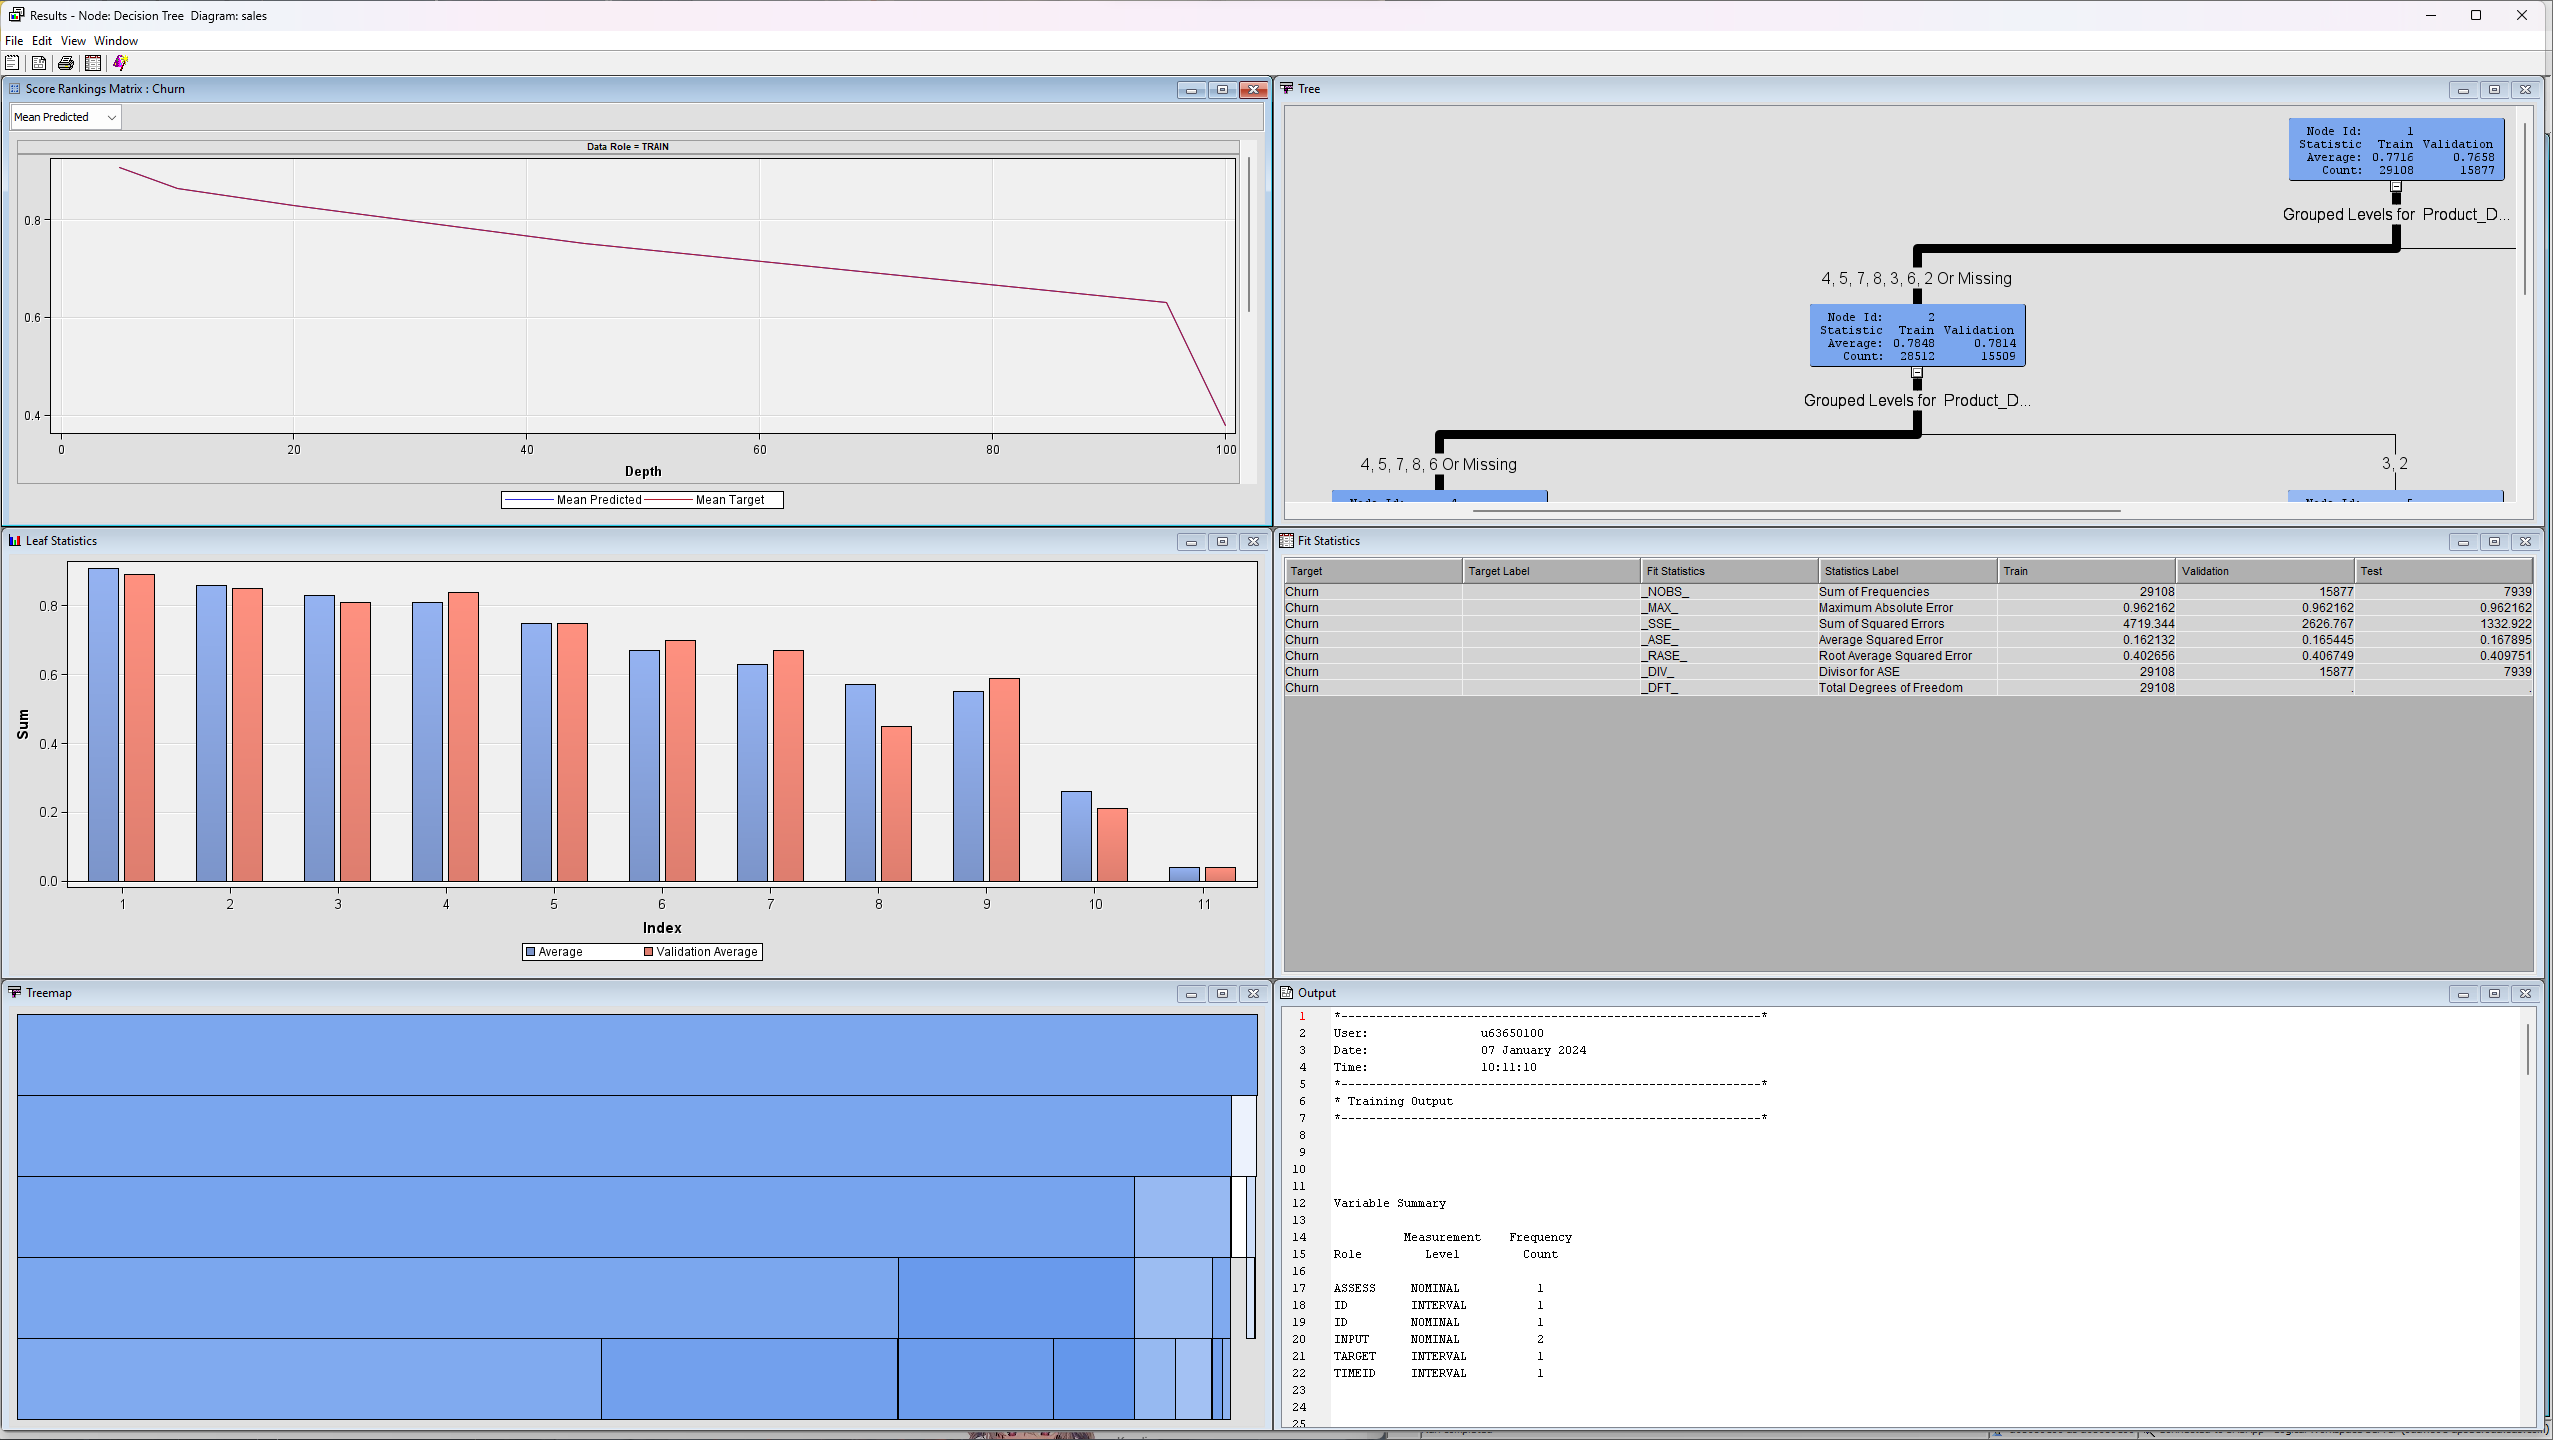 Results - Node: Decision Tree  Diagram: sales
File Edit View Window
Score Rankings Matrix : Churn
Mean Predicted
Data Role = TRAIN
0.8
0.6
0.4
0 20 40 60 80 100
Depth
Mean Predicted Mean Target
Tree
Node Id: 1
Statistic Train Validation
Average: 0.7716 0.7658
Count: 29108 15877
Grouped Levels for Product_D...
4, 5, 7, 8, 3, 6, 2 Or Missing
Node Id: 2
Statistic Train Validation
Average: 0.7848 0.7814
Count: 28512 15509
Grouped Levels for Product_D...
4, 5, 7, 8, 6 Or Missing
3, 2
Leaf Statistics
0.8
0.6
0.4
0.2
0.0
Sum
1 2 3 4 5 6 7 8 9 10 11
Index
Average Validation Average
Fit Statistics
Target Target Label Fit Statistics Statistics Label Train Validation Test
Churn _NOBS_ Sum of Frequencies 29108 15877 7939
Churn _MAX_ Maximum Absolute Error 0.962162 0.962162 0.962162
Churn _SSE_ Sum of Squared Errors 4719.344 2626.767 1332.922
Churn _ASE_ Average Squared Error 0.162132 0.165445 0.167895
Churn _RASE_ Root Average Squared Error 0.402656 0.406749 0.409751
Churn _DIV_ Divisor for ASE 29108 15877 7939
Churn _DFT_ Total Degrees of Freedom 29108 . .
Treemap
Output
1 *------------------------------------------------------------*
2 User: u63650100
3 Date: 07 January 2024
4 Time: 10:11:10
5 *------------------------------------------------------------*
6 * Training Output
7 *------------------------------------------------------------*
8
9
10
11
12 Variable Summary
13
14 Measurement Frequency
15 Role Level Count
16
17 ASSESS NOMINAL 1
18 ID INTERVAL 1
19 ID NOMINAL 1
20 INPUT NOMINAL 2
21 TARGET INTERVAL 1
22 TIMEID INTERVAL 1
23
24
25